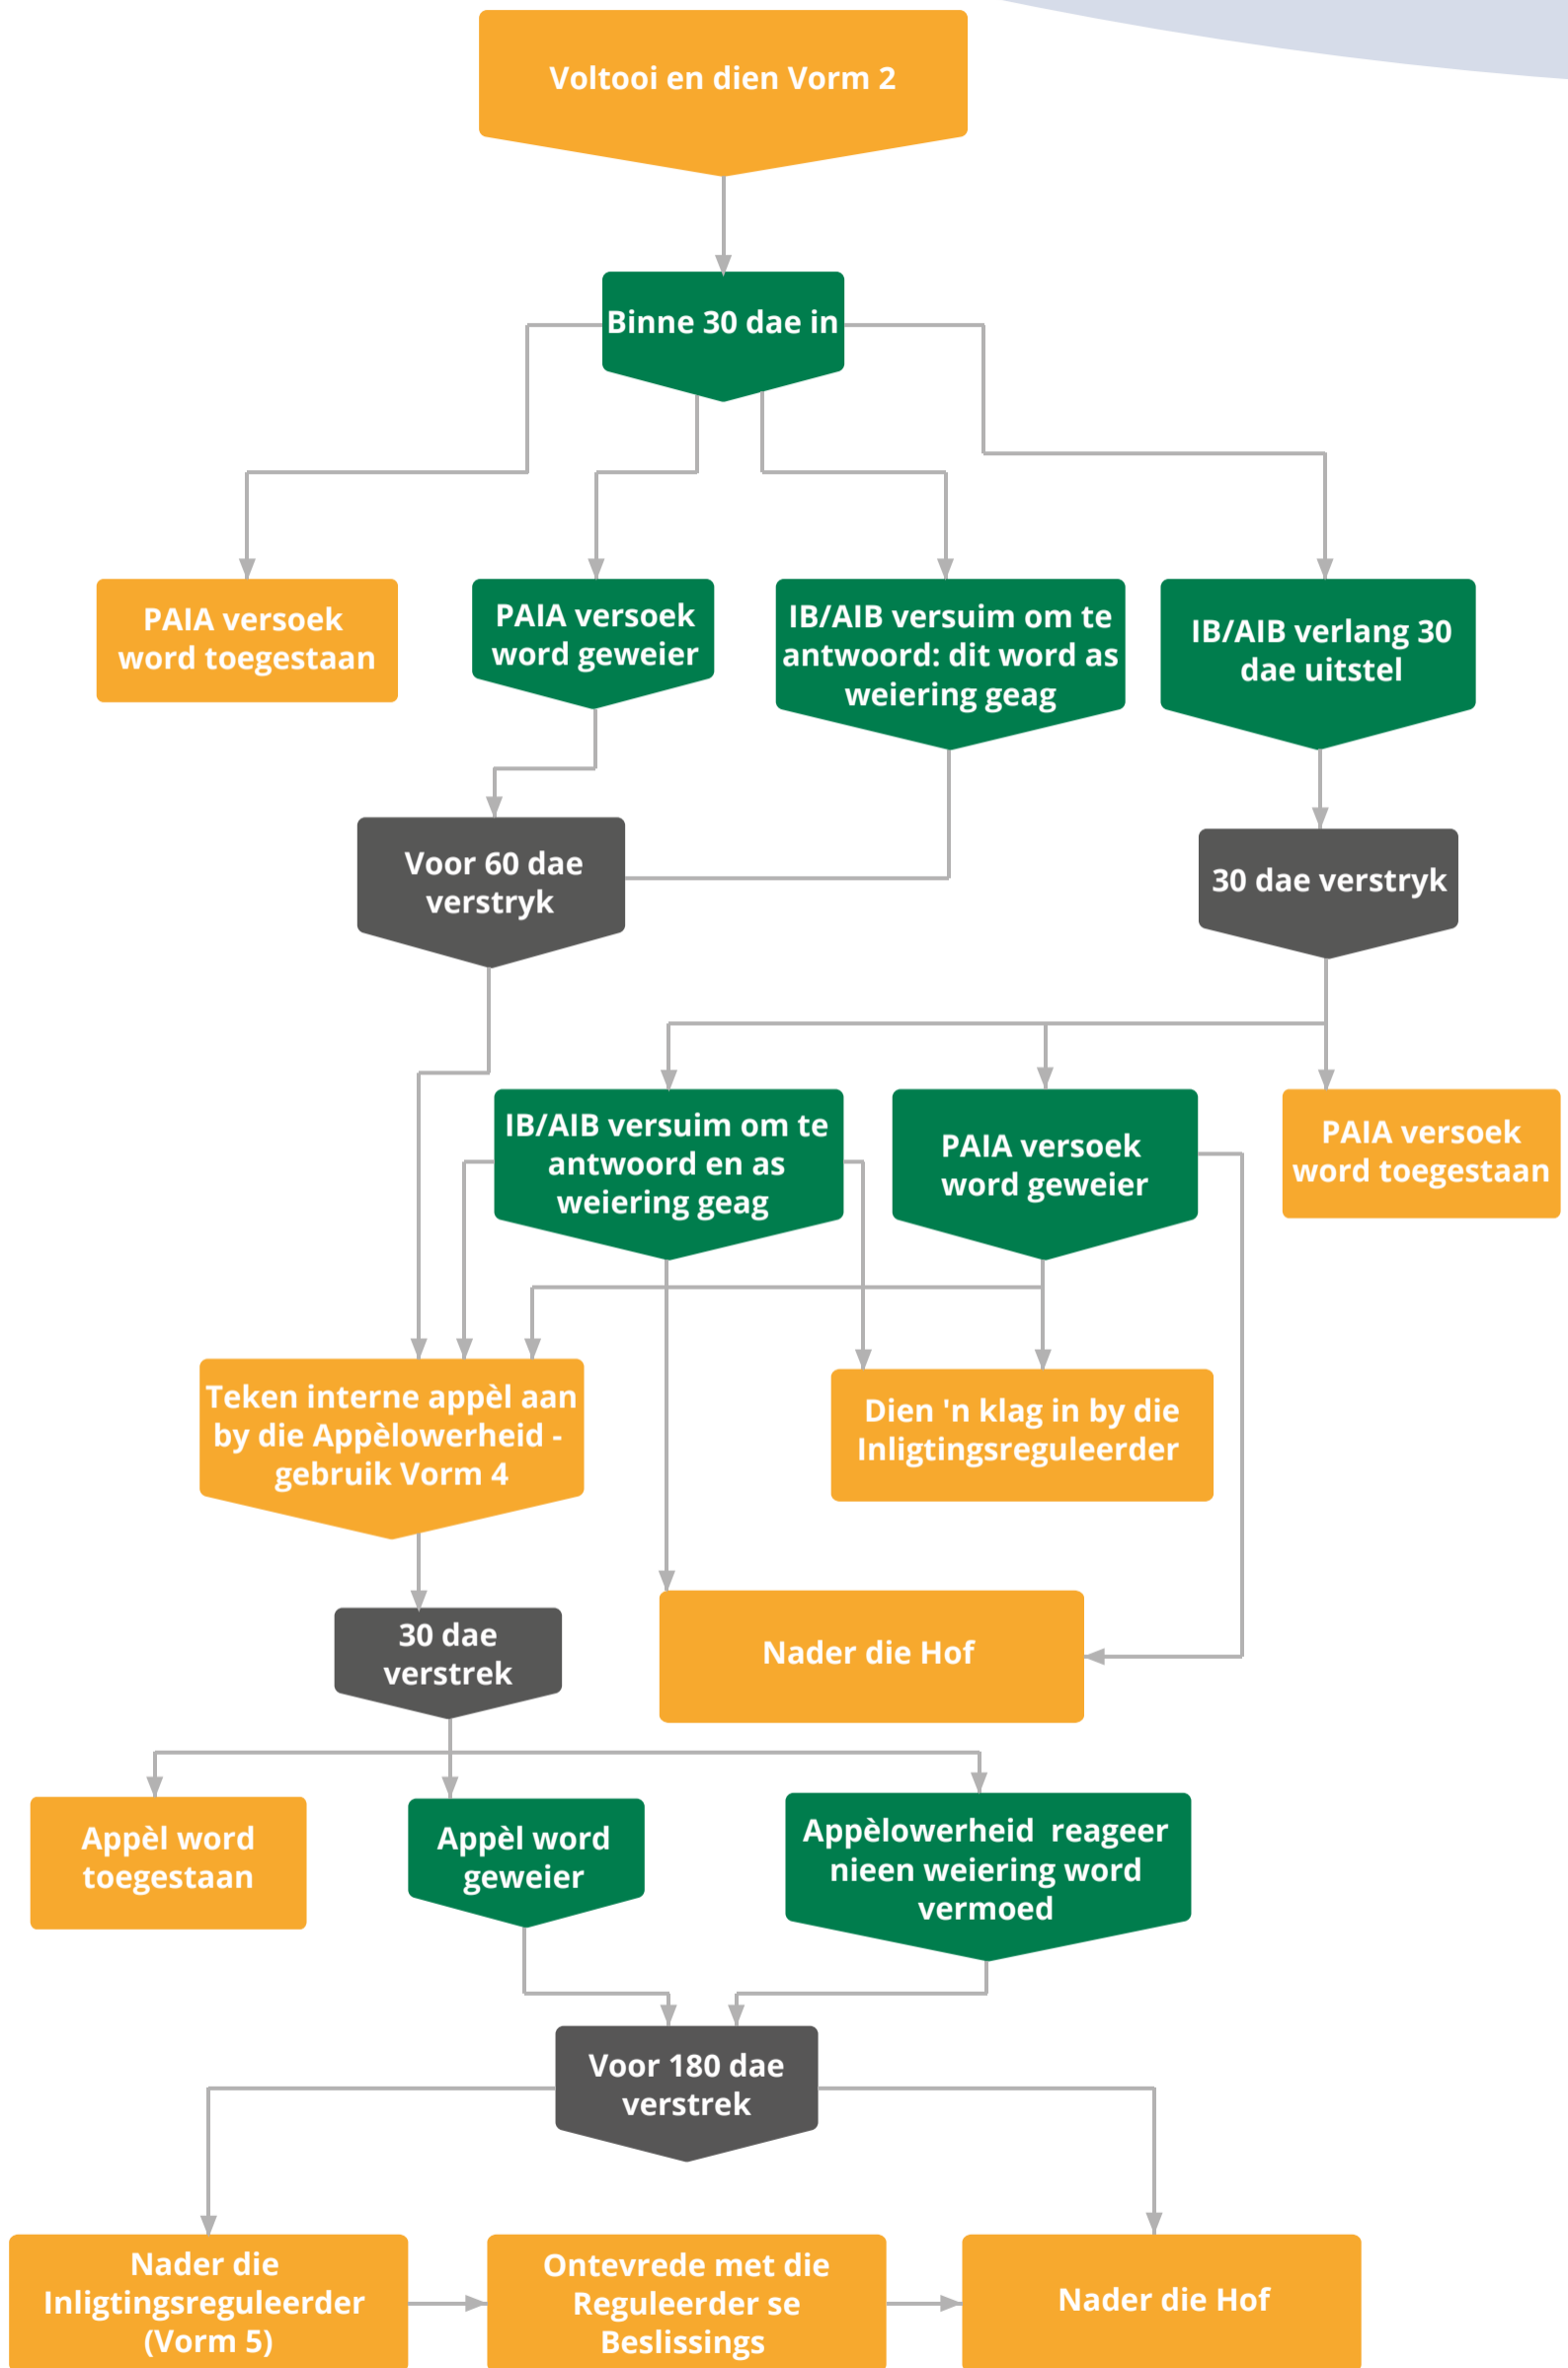 Voltooi en dien Vorm 2
Binne 30 dae in
PAIA versoek
word toegestaan
PAIA versoek
word geweier
IB/AIB versuim om te
antwoord: dit word as
weiering geag
IB/AIB verlang 30
dae uitstel
Voor 60 dae
verstryk
30 dae verstryk
IB/AIB versuim om te
antwoord en as
weiering geag
PAIA versoek
word geweier
PAIA versoek
word toegestaan
Teken interne appèl aan
by die Appèlowerheid -
gebruik Vorm 4
Dien 'n klag in by die
Inligtingsreguleerder
30 dae
verstrek
Nader die Hof
Appèl word
toegestaan
Appèl word
geweier
Appèlowerheid  reageer
nieen weiering word
vermoed
Voor 180 dae
verstrek
Nader die
Inligtingsreguleerder
(Vorm 5)
Ontevrede met die
Reguleerder se
Beslissings
Nader die Hof